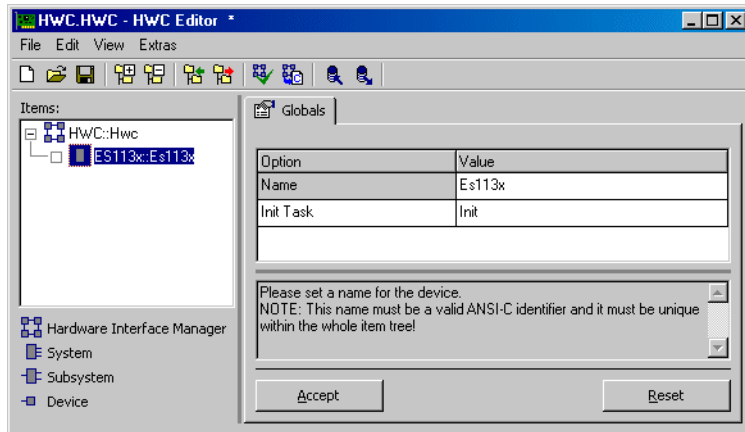 HWC.HWC - HWC Editor *
File Edit View Extras
Items:
HWC::Hwc
ES113x::Es113x
Globals
Option Value
Name Es113x
Init Task Init
Please set a name for the device.
NOTE: This name must be a valid ANSI-C identifier and it must be unique
within the whole item tree!
Hardware Interface Manager
System
Subsystem
Device
Accept Reset